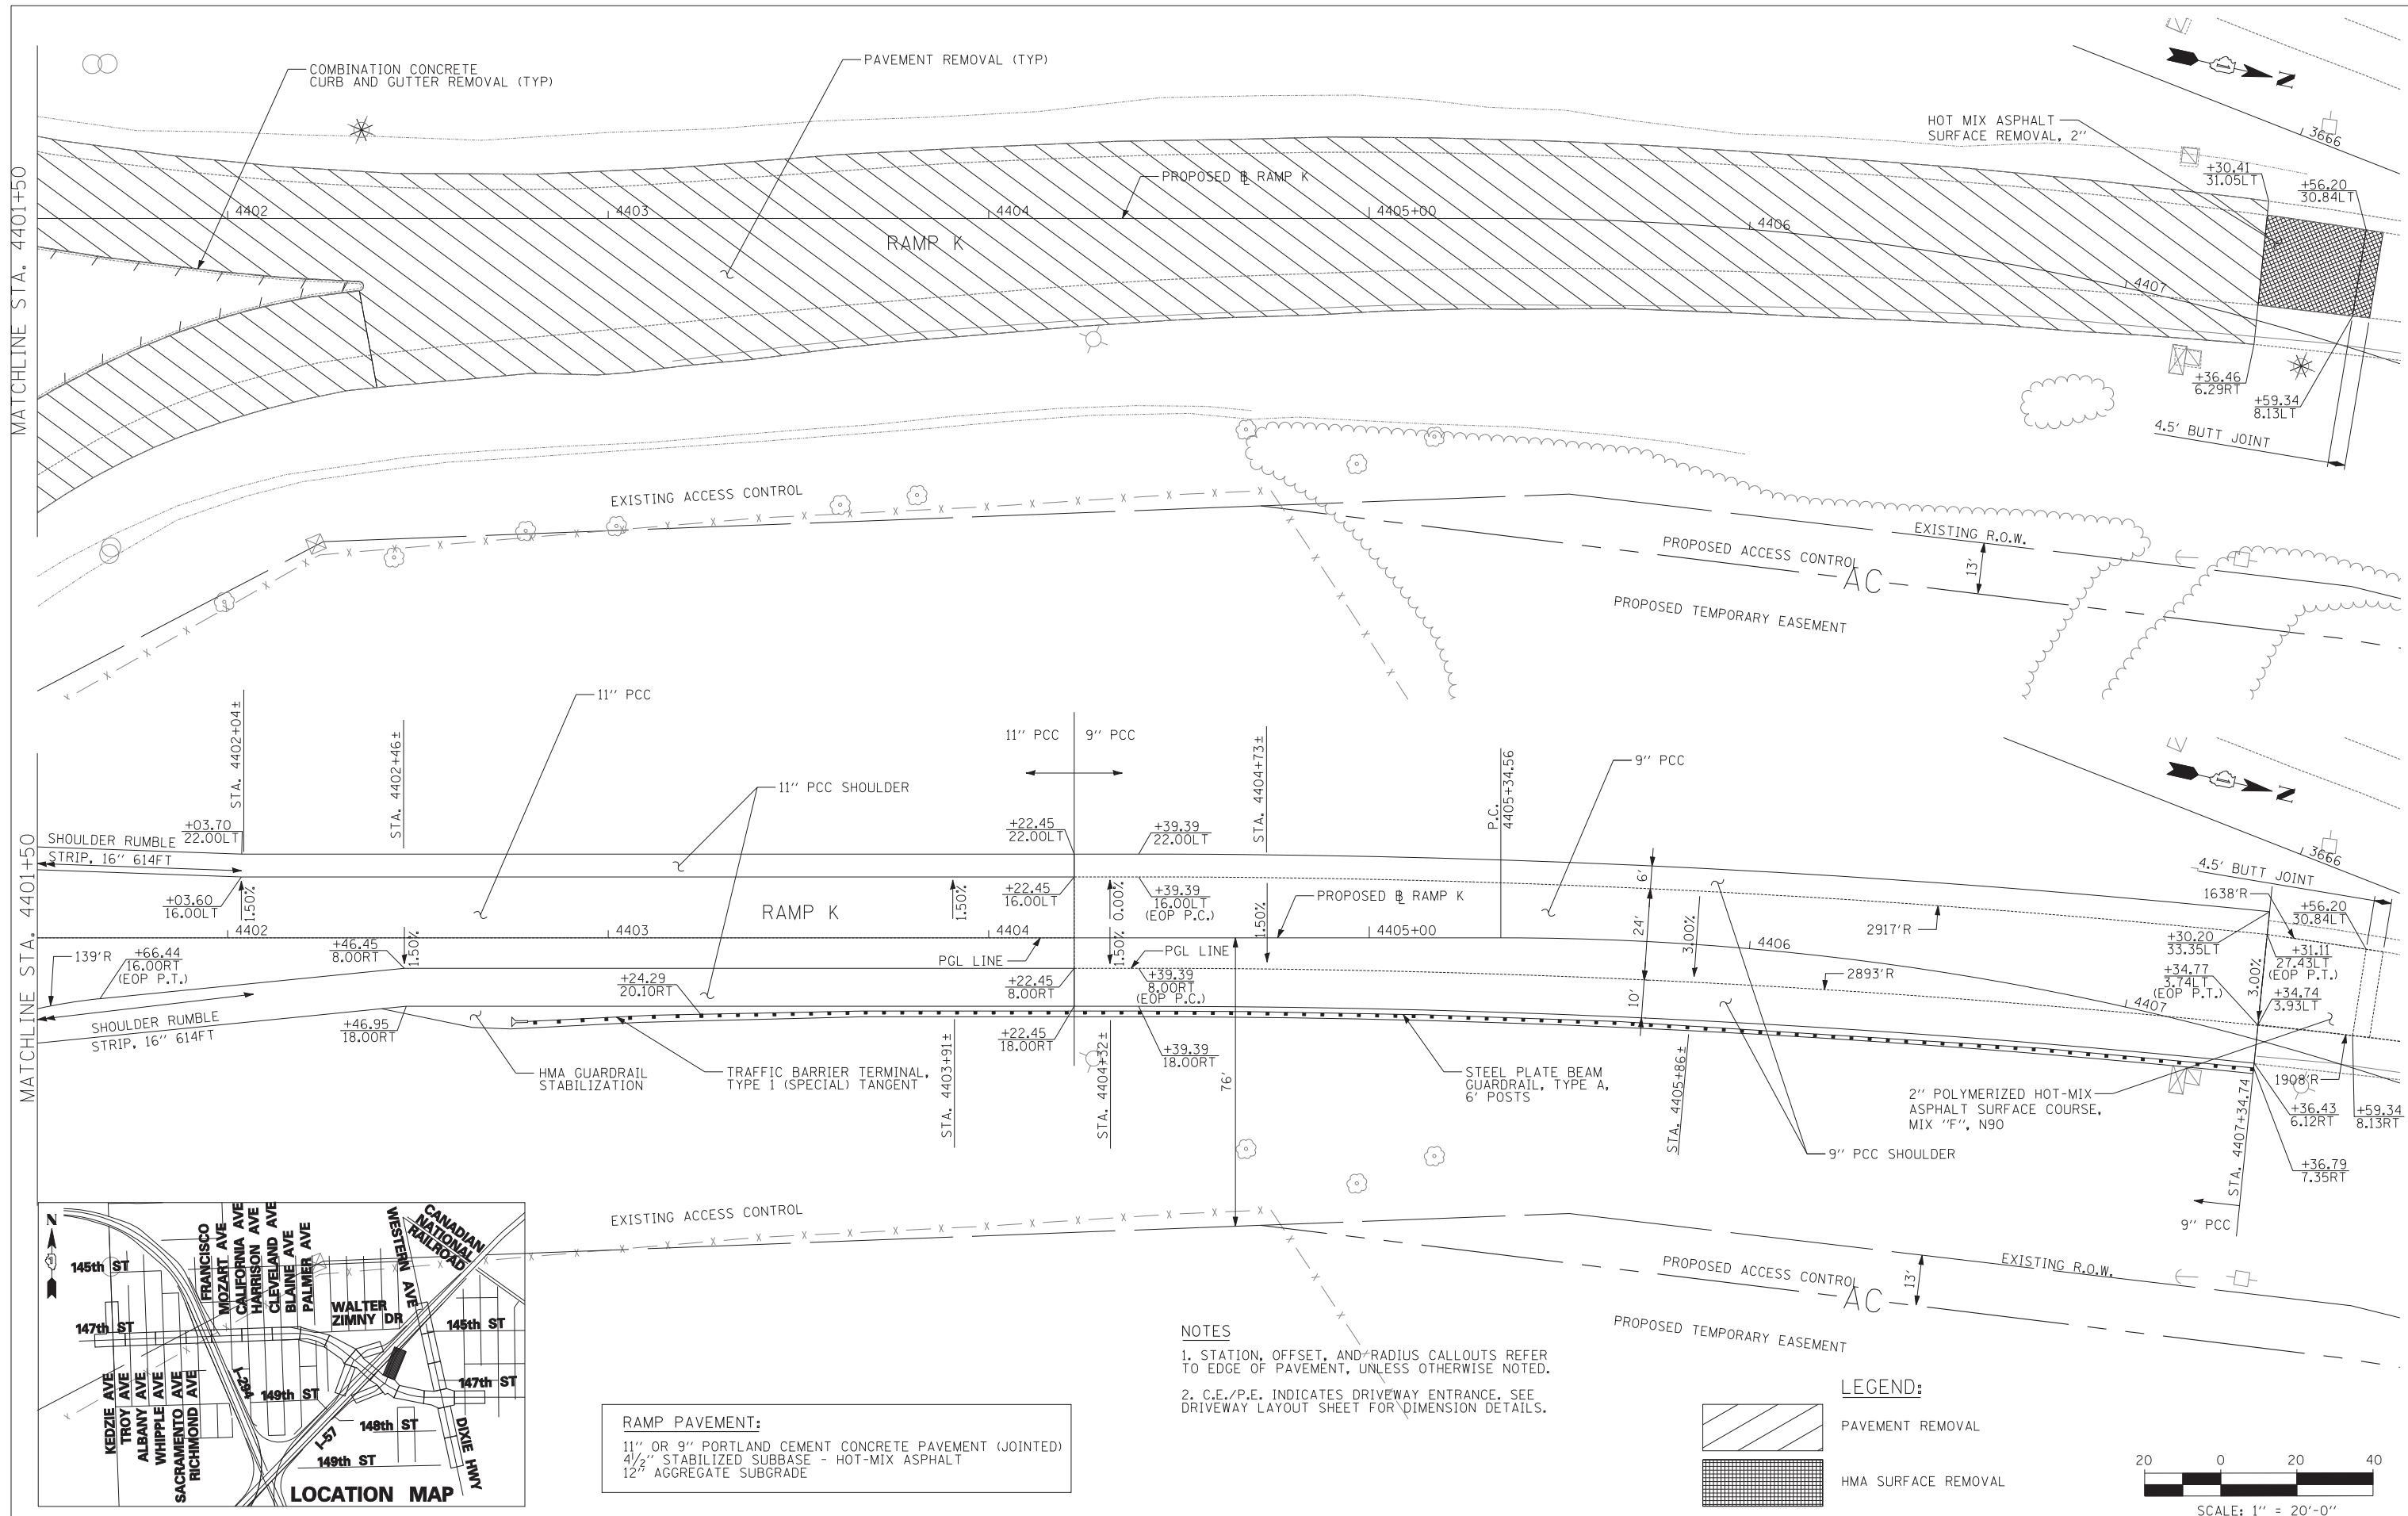 COMBINATION CONCRETE
CURB AND GUTTER REMOVAL (TYP)
PAVEMENT REMOVAL (TYP)
HOT MIX ASPHALT
SURFACE REMOVAL, 2"
N
3666
+30.41
31.05LT
+56.20
30.84LT
MATCHLINE STA. 4401+50
PROPOSED ℄ RAMP K
4402
4403
4404
4405+00
4406
4407
RAMP K
+36.46
6.29RT
+59.34
8.13LT
4.5' BUTT JOINT
EXISTING ACCESS CONTROL
EXISTING R.O.W.
PROPOSED ACCESS CONTROL
AC
13'
PROPOSED TEMPORARY EASEMENT
MATCHLINE STA. 4401+50
STA. 4402+04±
STA. 4402+46±
11" PCC
11" PCC
9" PCC
11" PCC SHOULDER
STA. 4404+73±
P.C.
4405+34.56
9" PCC
N
3666
SHOULDER RUMBLE
STRIP, 16" 614FT
+03.70
22.00LT
+22.45
22.00LT
+39.39
22.00LT
4.5' BUTT JOINT
1638'R
+56.20
30.84LT
+03.60
16.00LT
1.50%
RAMP K
1.50%
+22.45
16.00LT
0.00%
+39.39
16.00LT
(EOP P.C.)
1.50%
PROPOSED ℄ RAMP K
6'
24'
3.00%
2917'R
+30.20
33.35LT
+31.11
27.43LT
(EOP P.T.)
4402
4403
4404
4405+00
4406
4407
139'R
+66.44
16.00RT
(EOP P.T.)
+46.45
8.00RT
1.50%
PGL LINE
1.50%
PGL LINE
2893'R
+34.77
3.74LT
(EOP P.T.)
3.00%
+34.74
3.93LT
+24.29
20.10RT
+22.45
8.00RT
+39.39
8.00RT
(EOP P.C.)
10'
SHOULDER RUMBLE
STRIP, 16" 614FT
+46.95
18.00RT
+22.45
18.00RT
+39.39
18.00RT
HMA GUARDRAIL
STABILIZATION
TRAFFIC BARRIER TERMINAL,
TYPE 1 (SPECIAL) TANGENT
STA. 4403+91±
STA. 4404+32±
76'
STEEL PLATE BEAM
GUARDRAIL, TYPE A,
6' POSTS
STA. 4405+86±
2" POLYMERIZED HOT-MIX
ASPHALT SURFACE COURSE,
MIX "F", N90
9" PCC SHOULDER
1908'R
+36.43
6.12RT
+59.34
8.13RT
+36.79
7.35RT
STA. 4407+34.74
9" PCC
EXISTING ACCESS CONTROL
EXISTING R.O.W.
PROPOSED ACCESS CONTROL
AC
13'
PROPOSED TEMPORARY EASEMENT
N
145th ST
FRANCISCO
MOZART AVE
CALIFORNIA AVE
HARRISON AVE
CLEVELAND AVE
BLAINE AVE
PALMER AVE
WESTERN AVE
CANADIAN
NATIONAL
RAILROAD
WALTER
ZIMNY DR
145th ST
147th ST
147th ST
KEDZIE AVE
TROY AVE
ALBANY AVE
WHIPPLE AVE
SACRAMENTO AVE
RICHMOND AVE
I-294
149th ST
148th ST
I-57
149th ST
DIXIE HWY
LOCATION MAP
RAMP PAVEMENT:
11" OR 9" PORTLAND CEMENT CONCRETE PAVEMENT (JOINTED)
4 1/2" STABILIZED SUBBASE - HOT-MIX ASPHALT
12" AGGREGATE SUBGRADE
NOTES
1. STATION, OFFSET, AND RADIUS CALLOUTS REFER
TO EDGE OF PAVEMENT, UNLESS OTHERWISE NOTED.
2. C.E./P.E. INDICATES DRIVEWAY ENTRANCE. SEE
DRIVEWAY LAYOUT SHEET FOR DIMENSION DETAILS.
LEGEND:
PAVEMENT REMOVAL
HMA SURFACE REMOVAL
20 0 20 40
SCALE: 1" = 20'-0"